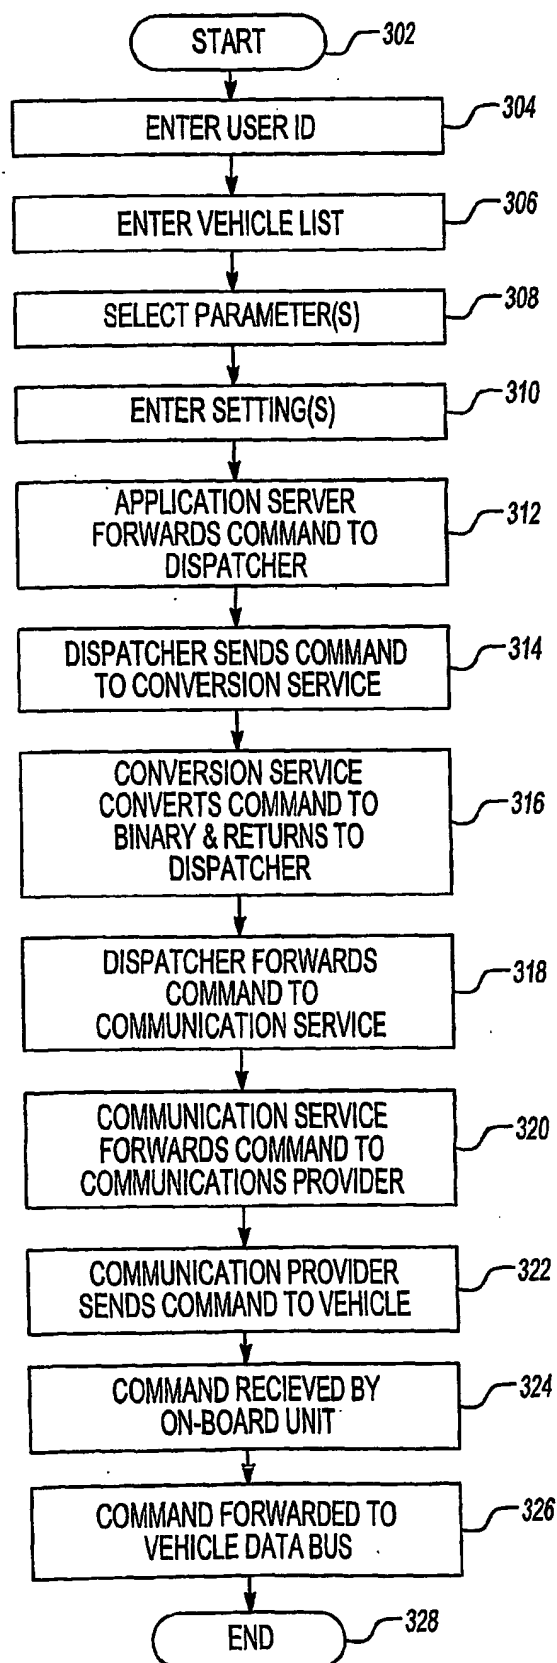 START
302
ENTER USER ID
304
ENTER VEHICLE LIST
306
SELECT PARAMETER(S)
308
ENTER SETTING(S)
310
APPLICATION SERVER
FORWARDS COMMAND TO
DISPATCHER
312
DISPATCHER SENDS COMMAND
TO CONVERSION SERVICE
314
CONVERSION SERVICE
CONVERTS COMMAND TO
BINARY & RETURNS TO
DISPATCHER
316
DISPATCHER FORWARDS
COMMAND TO
COMMUNICATION SERVICE
318
COMMUNICATION SERVICE
FORWARDS COMMAND TO
COMMUNICATIONS PROVIDER
320
COMMUNICATION PROVIDER
SENDS COMMAND TO VEHICLE
322
COMMAND RECIEVED BY
ON-BOARD UNIT
324
COMMAND FORWARDED TO
VEHICLE DATA BUS
326
END
328